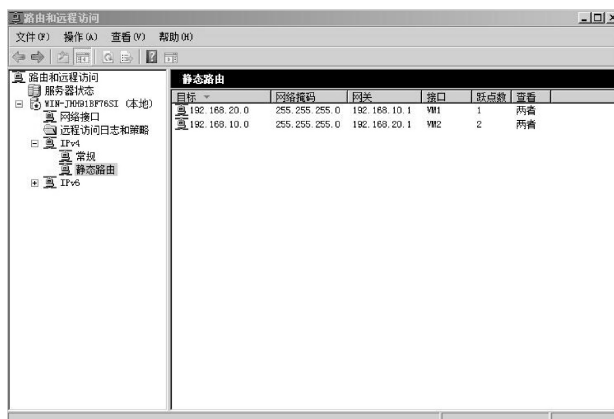 路由和远程访问
文件(F) 操作(A) 查看(V) 帮助(H)
路由和远程访问
服务器状态
WIN-JMH91BF76SI (本地)
网络接口
远程访问日志和策略
IPv4
常规
静态路由
IPv6
静态路由
目标 网络掩码 网关 接口 跃点数 查看
192.168.20.0 255.255.255.0 192.168.10.1 VM1 1 两者
192.168.10.0 255.255.255.0 192.168.20.1 VM2 2 两者